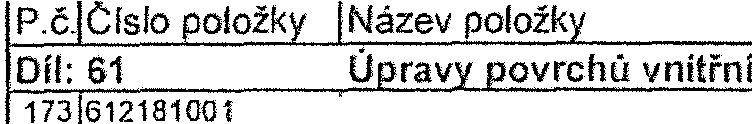 P.č. Číslo položky Název položky
Díl: 61 Úpravy povrchů vnitřní
173 612181001